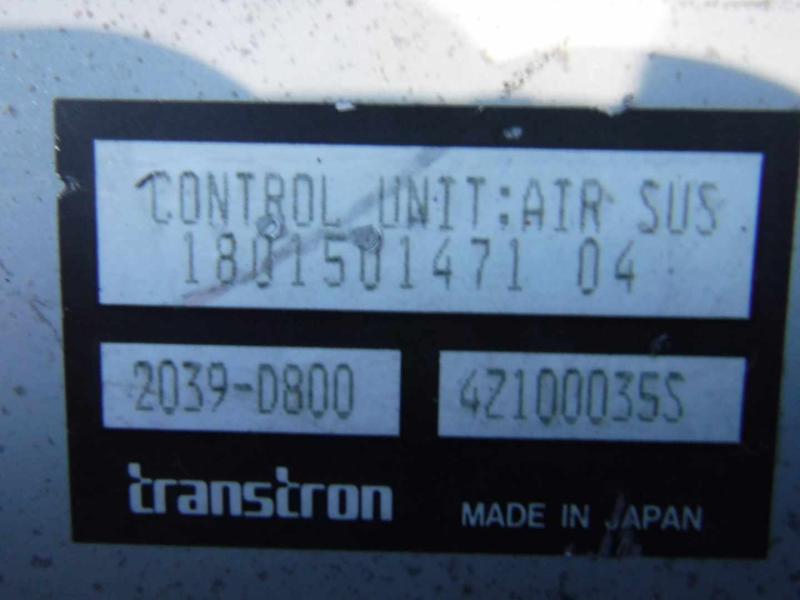 CONTROL UNIT:AIR SUS
1801501471 04
2039-D800
4Z100035S
transtron
MADE IN JAPAN